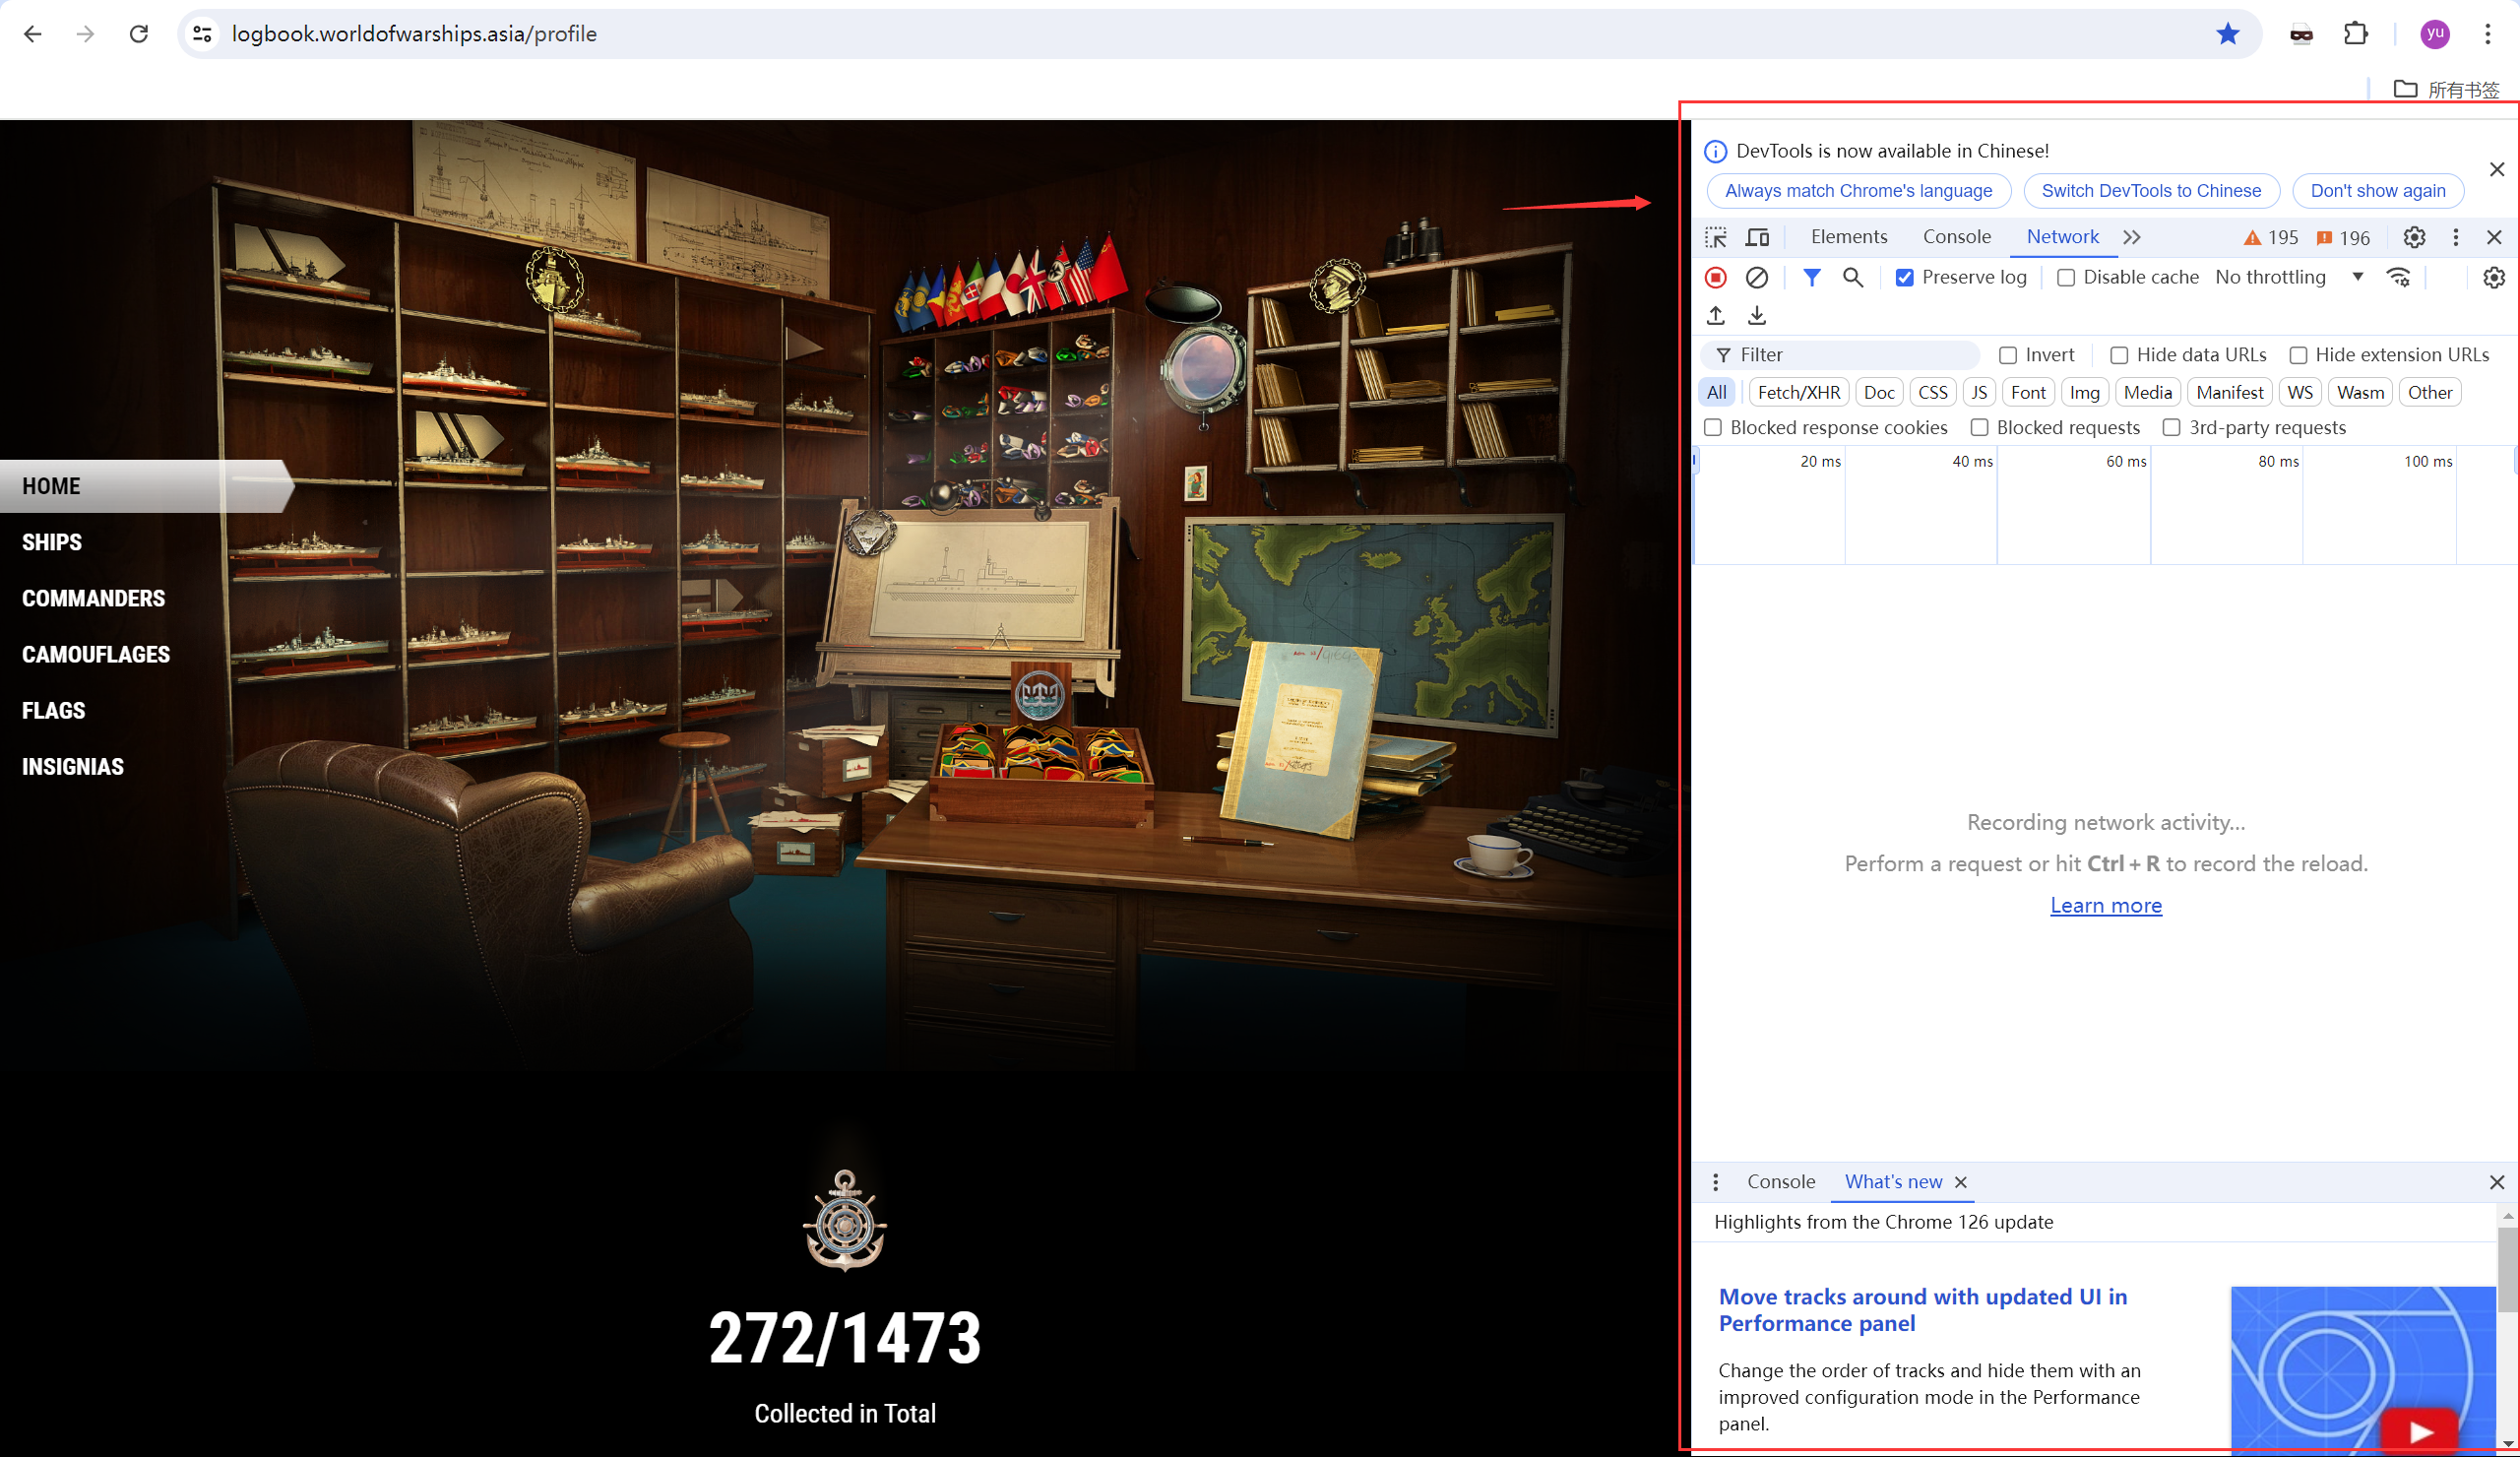 logbook.worldofwarships.asia/profile
yu
所有书签
HOME
SHIPS
COMMANDERS
CAMOUFLAGES
FLAGS
INSIGNIAS
272/1473
Collected in Total
DevTools is now available in Chinese!
Always match Chrome's language Switch DevTools to Chinese Don't show again
Elements Console Network 195 196
Preserve log Disable cache No throttling
Filter Invert Hide data URLs Hide extension URLs
All Fetch/XHR Doc CSS JS Font Img Media Manifest WS Wasm Other
Blocked response cookies Blocked requests 3rd-party requests
20 ms 40 ms 60 ms 80 ms 100 ms
Recording network activity...
Perform a request or hit Ctrl + R to record the reload.
Learn more
Console What's new
Highlights from the Chrome 126 update
Move tracks around with updated UI in
Performance panel
Change the order of tracks and hide them with an
improved configuration mode in the Performance
panel.